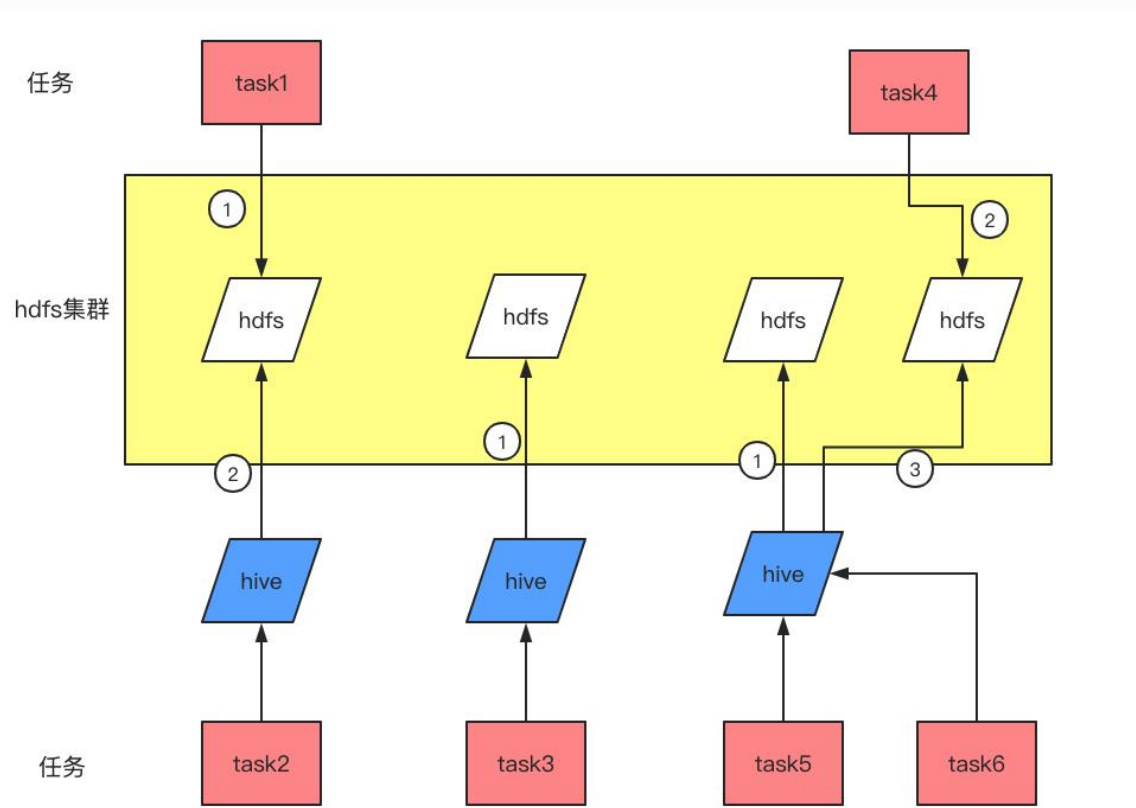 任务
task1
task4
1
2
hdfs集群
hdfs
hdfs
hdfs
hdfs
2
1
1
3
hive
hive
hive
任务
task2
task3
task5
task6